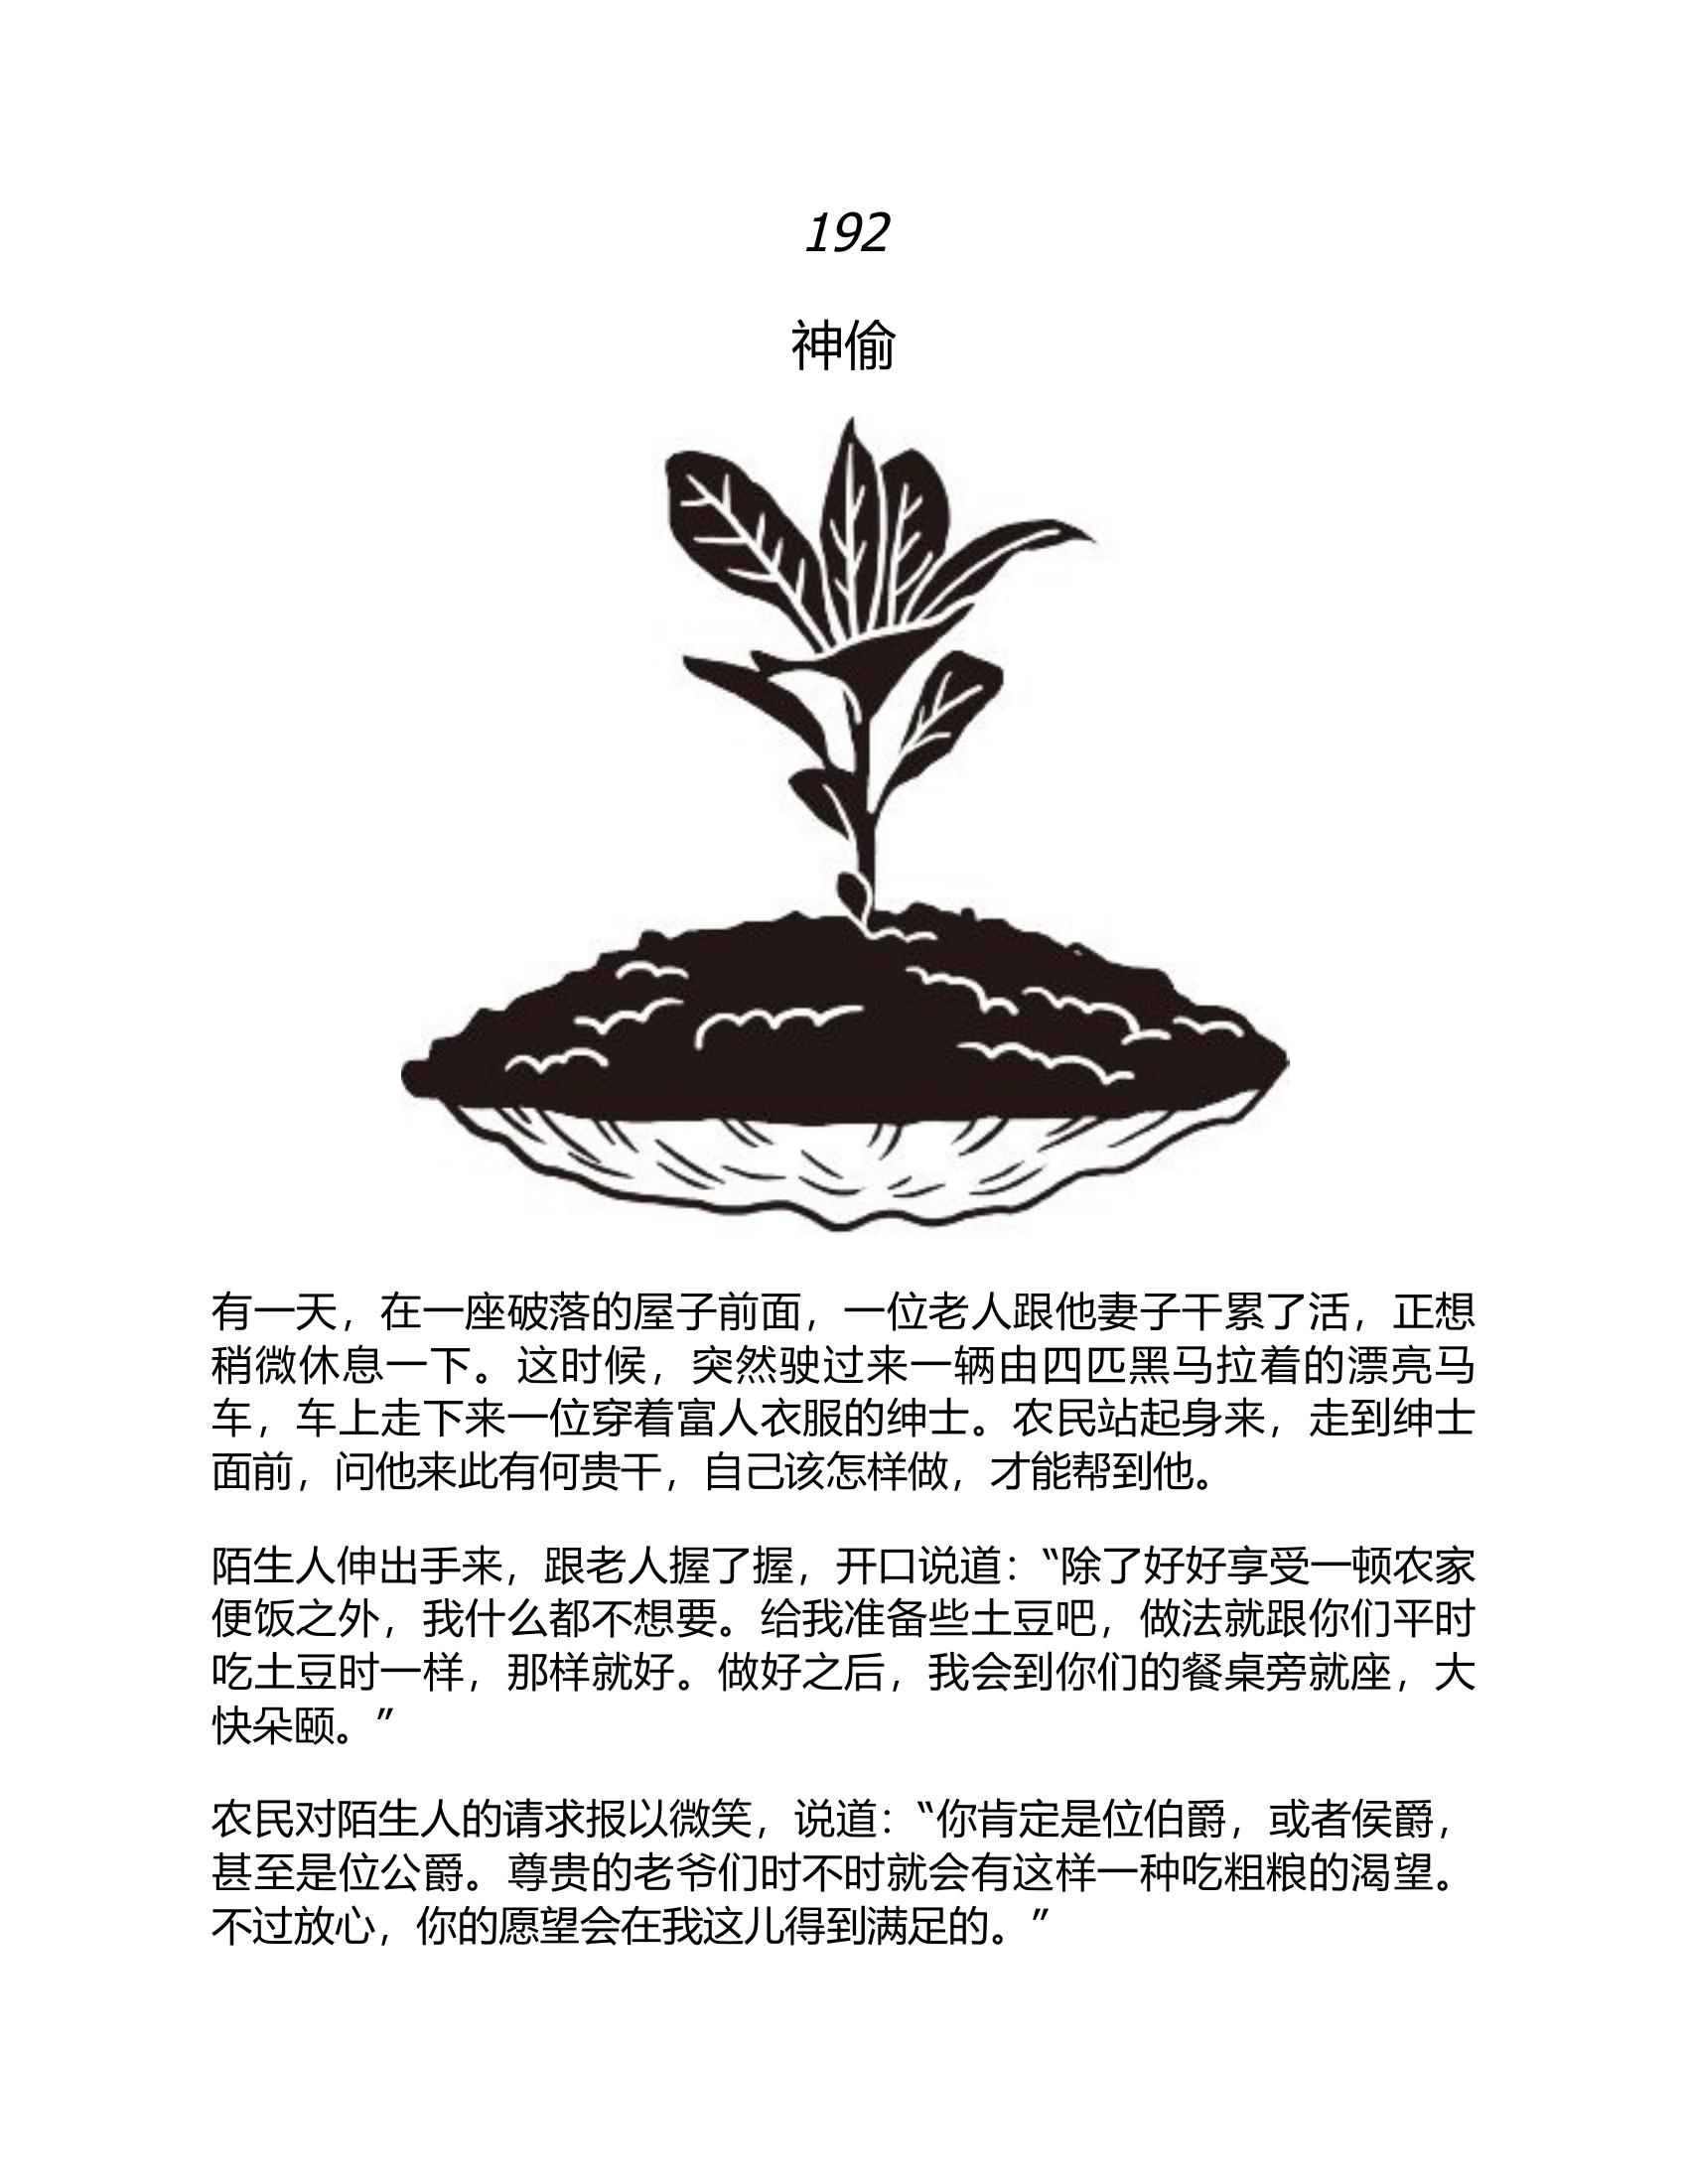 192
神偷
有一天，在一座破落的屋子前面，一位老人跟他妻子干累了活，正想
稍微休息一下。这时候，突然驶过来一辆由四匹黑马拉着的漂亮马
车，车上走下来一位穿着富人衣服的绅士。农民站起身来，走到绅士
面前，问他来此有何贵干，自己该怎样做，才能帮到他。
陌生人伸出手来，跟老人握了握，开口说道：“除了好好享受一顿农家
便饭之外，我什么都不想要。给我准备些土豆吧，做法就跟你们平时
吃土豆时一样，那样就好。做好之后，我会到你们的餐桌旁就座，大
快朵颐。”
农民对陌生人的请求报以微笑，说道：“你肯定是位伯爵，或者侯爵，
甚至是位公爵。尊贵的老爷们时不时就会有这样一种吃粗粮的渴望。
不过放心，你的愿望会在我这儿得到满足的。”